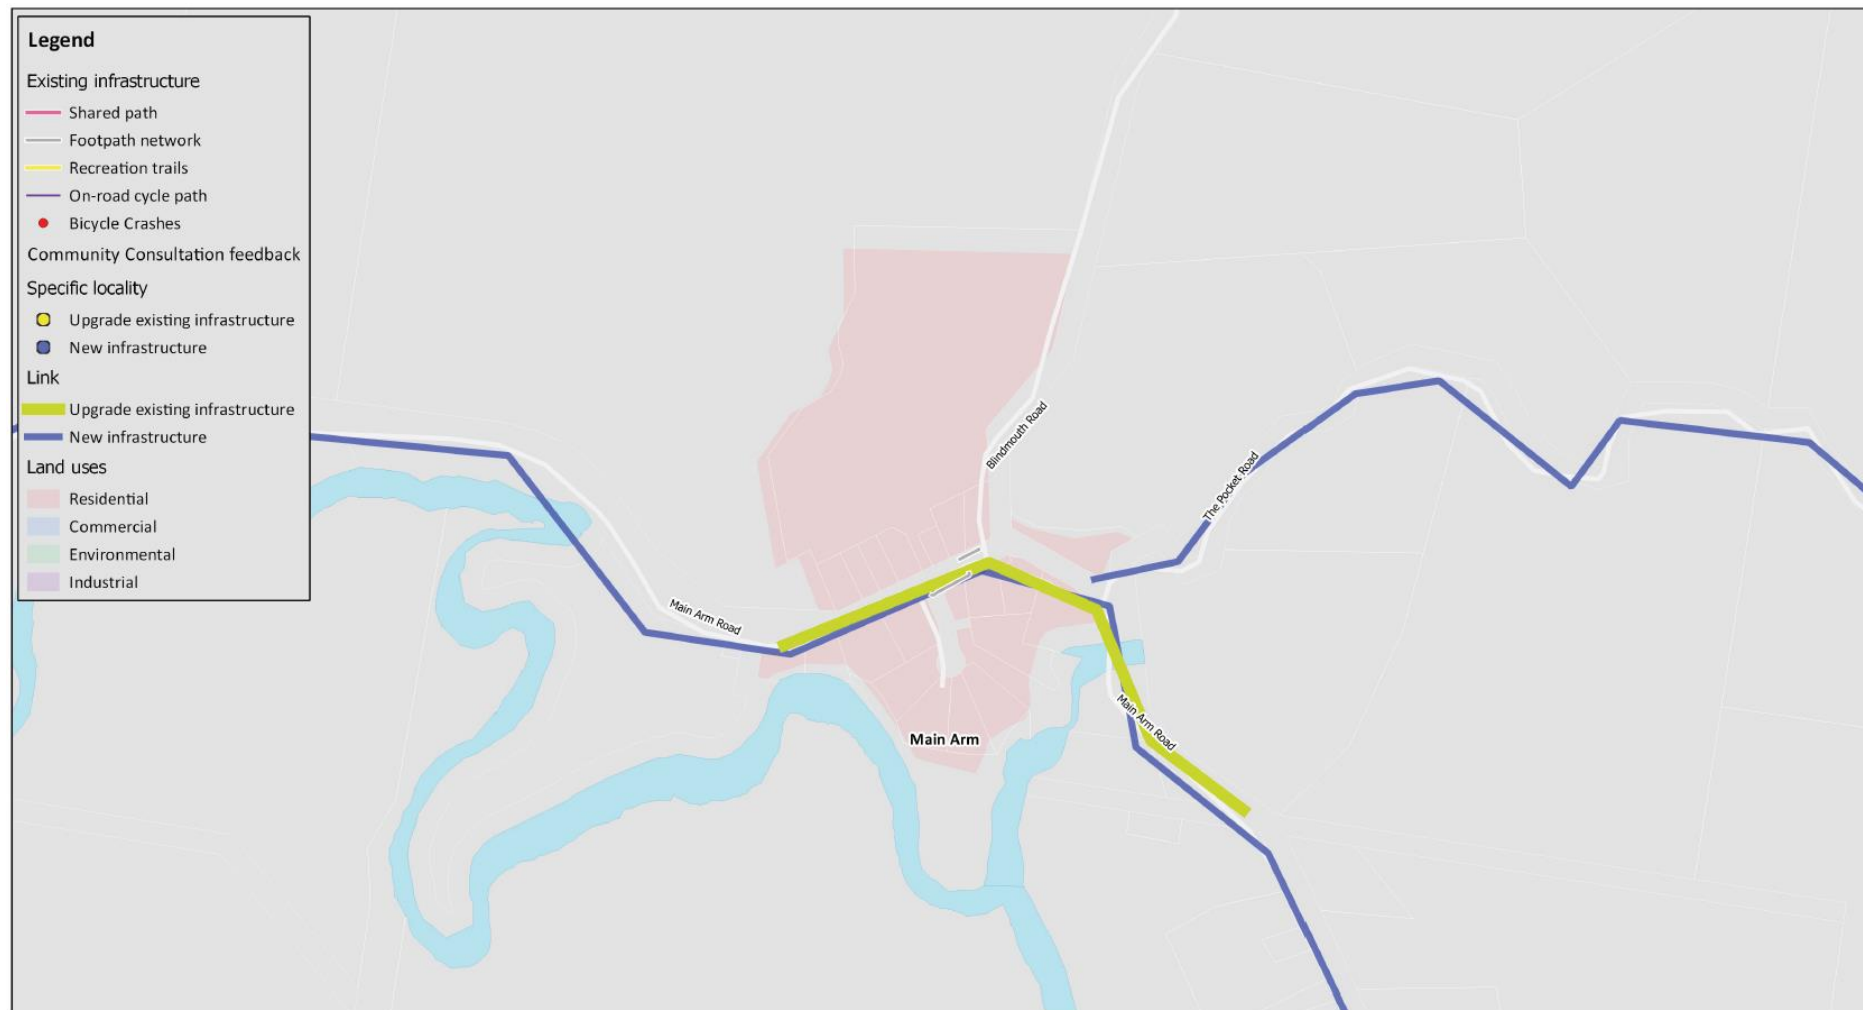 Legend
Existing infrastructure
Shared path
Footpath network
Recreation trails
On-road cycle path
Bicycle Crashes
Community Consultation feedback
Specific locality
Upgrade existing infrastructure
New infrastructure
Link
Upgrade existing infrastructure
New infrastructure
Land uses
Residential
Commercial
Environmental
Industrial
Blindmouth Road
The Pocket Road
Main Arm Road
Main Arm Road
Main Arm